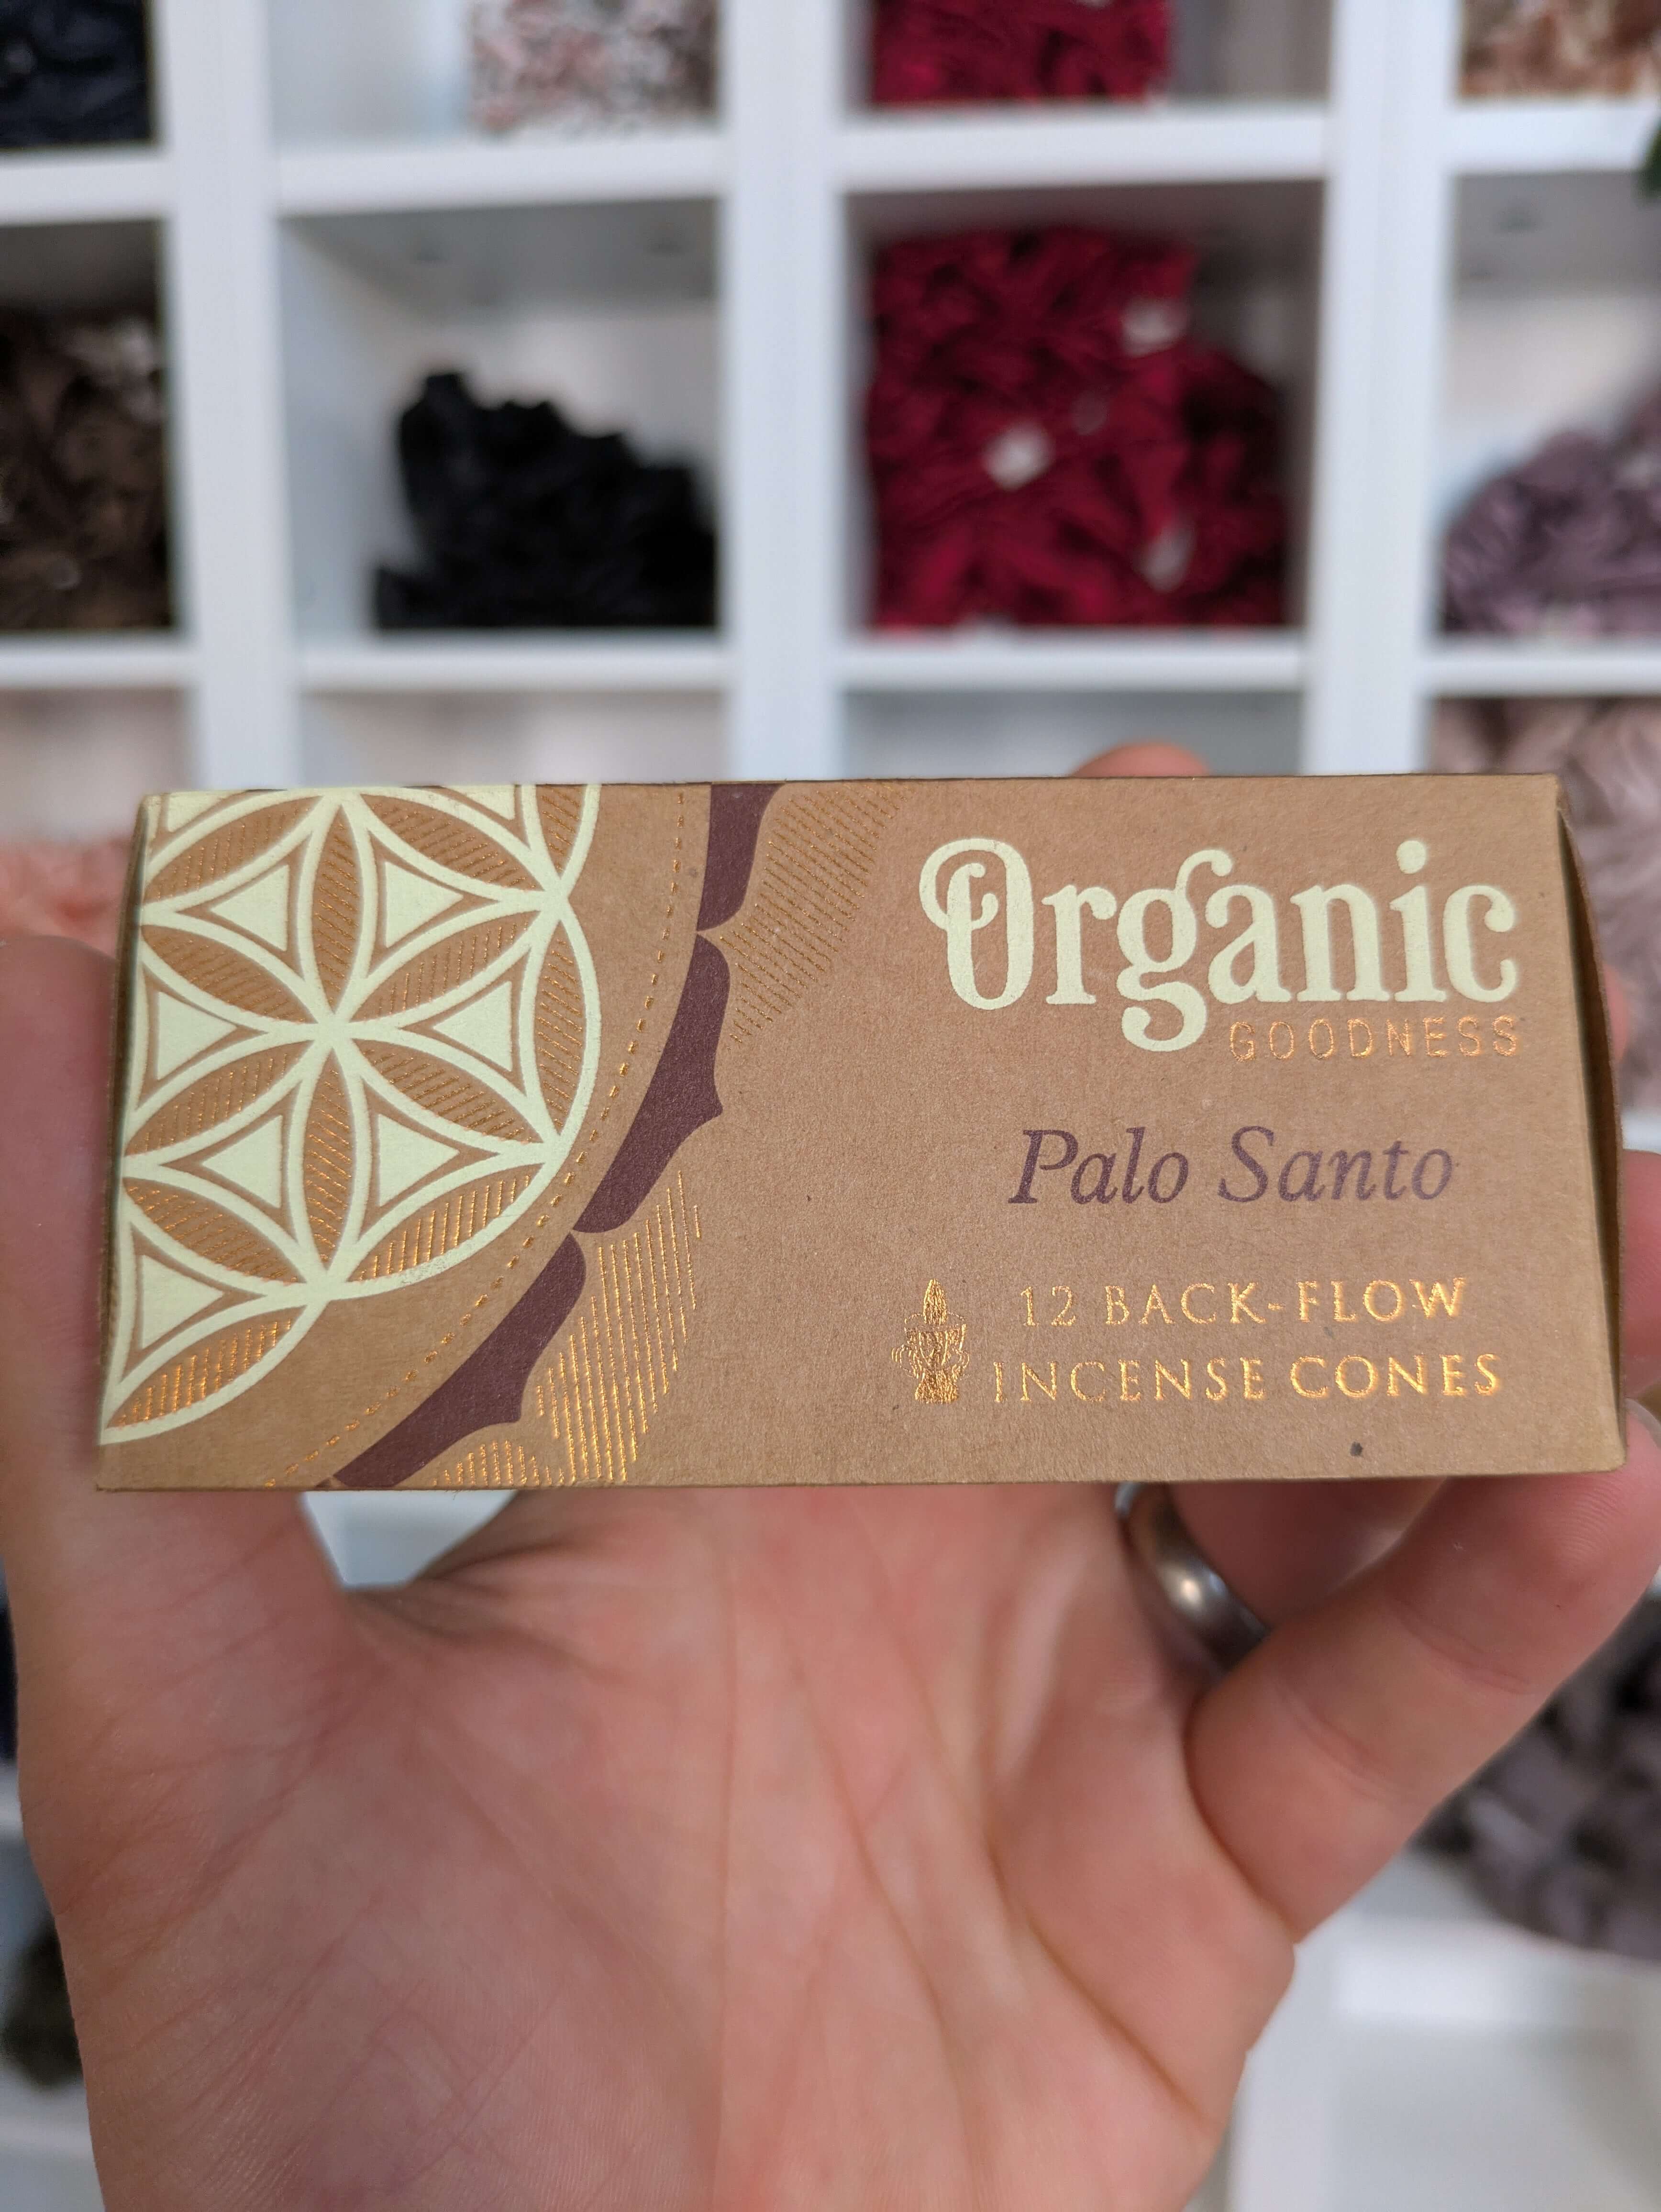 Organic
GOODNESS
Palo Santo
12 BACK-FLOW
INCENSE CONES